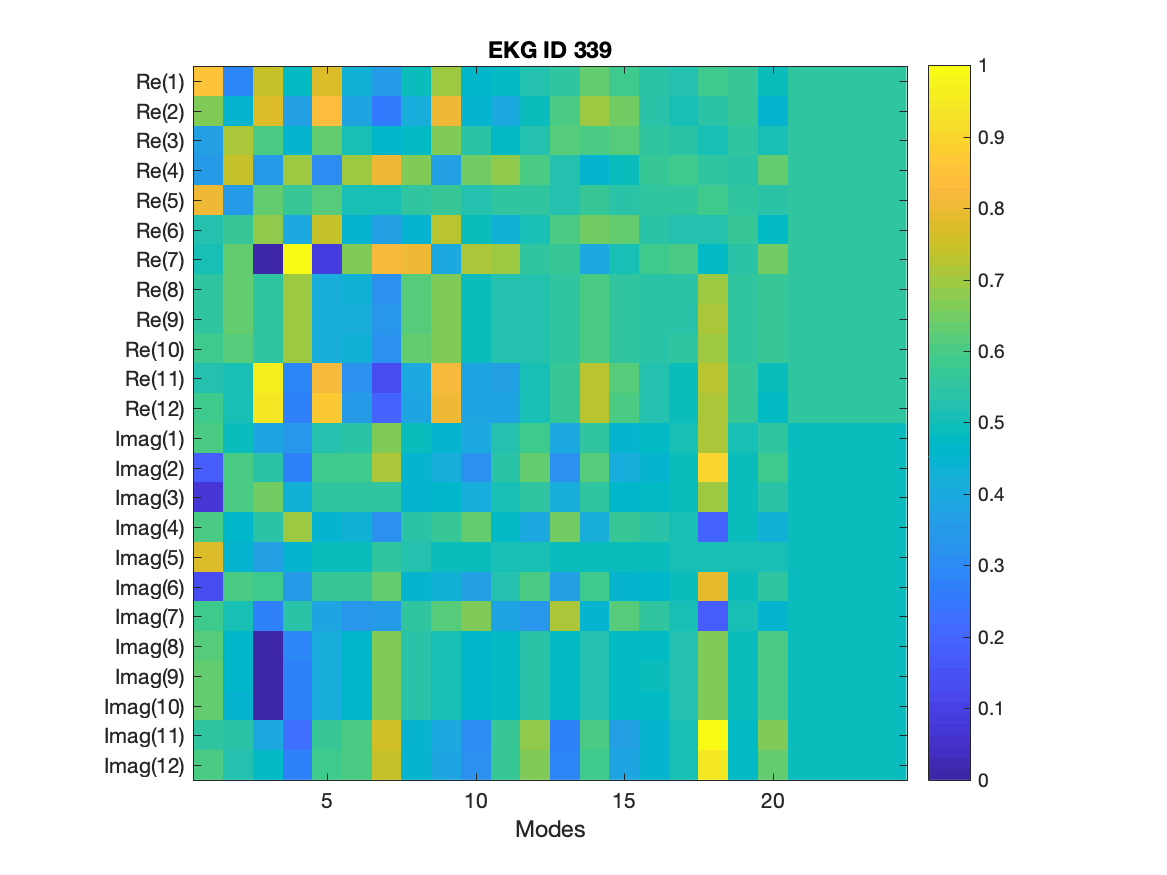 EKG ID 339
Re(1)
Re(2)
Re(3)
Re(4)
Re(5)
Re(6)
Re(7)
Re(8)
Re(9)
Re(10)
Re(11)
Re(12)
Imag(1)
Imag(2)
Imag(3)
Imag(4)
Imag(5)
Imag(6)
Imag(7)
Imag(8)
Imag(9)
Imag(10)
Imag(11)
Imag(12)
5 10 15 20
Modes
1
0.9
0.8
0.7
0.6
0.5
0.4
0.3
0.2
0.1
0